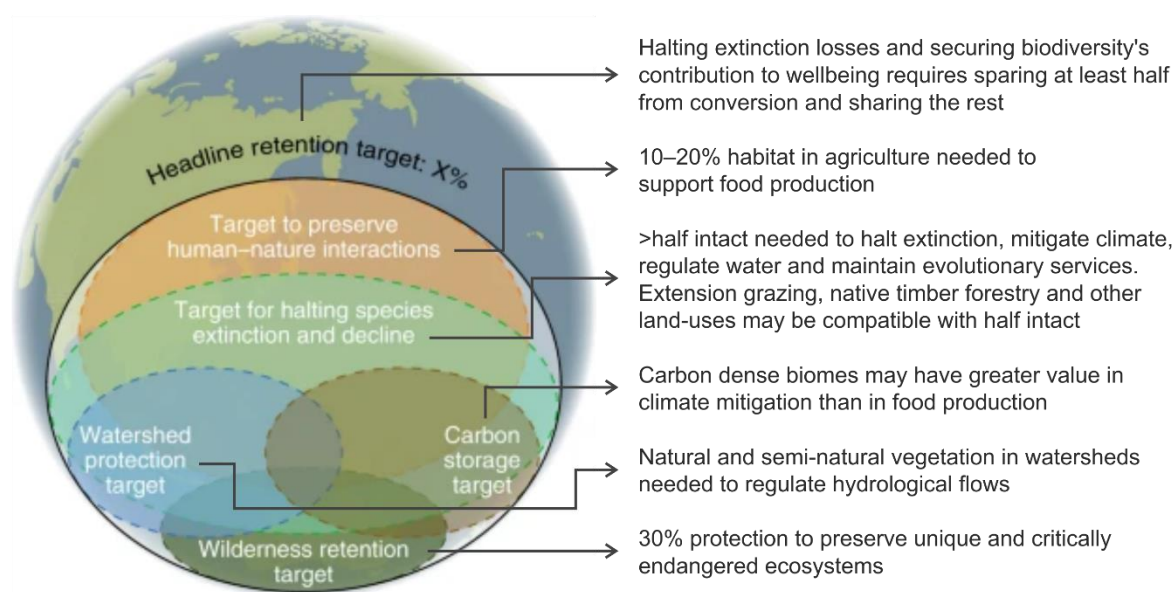 Headline retention target: X%
Target to preserve
human–nature interactions
Target for halting species
extinction and decline
Watershed
protection
target
Carbon
storage
target
Wilderness retention
target
Halting extinction losses and securing biodiversity's
contribution to wellbeing requires sparing at least half
from conversion and sharing the rest
10–20% habitat in agriculture needed to
support food production
>half intact needed to halt extinction, mitigate climate,
regulate water and maintain evolutionary services.
Extension grazing, native timber forestry and other
land-uses may be compatible with half intact
Carbon dense biomes may have greater value in
climate mitigation than in food production
Natural and semi-natural vegetation in watersheds
needed to regulate hydrological flows
30% protection to preserve unique and critically
endangered ecosystems